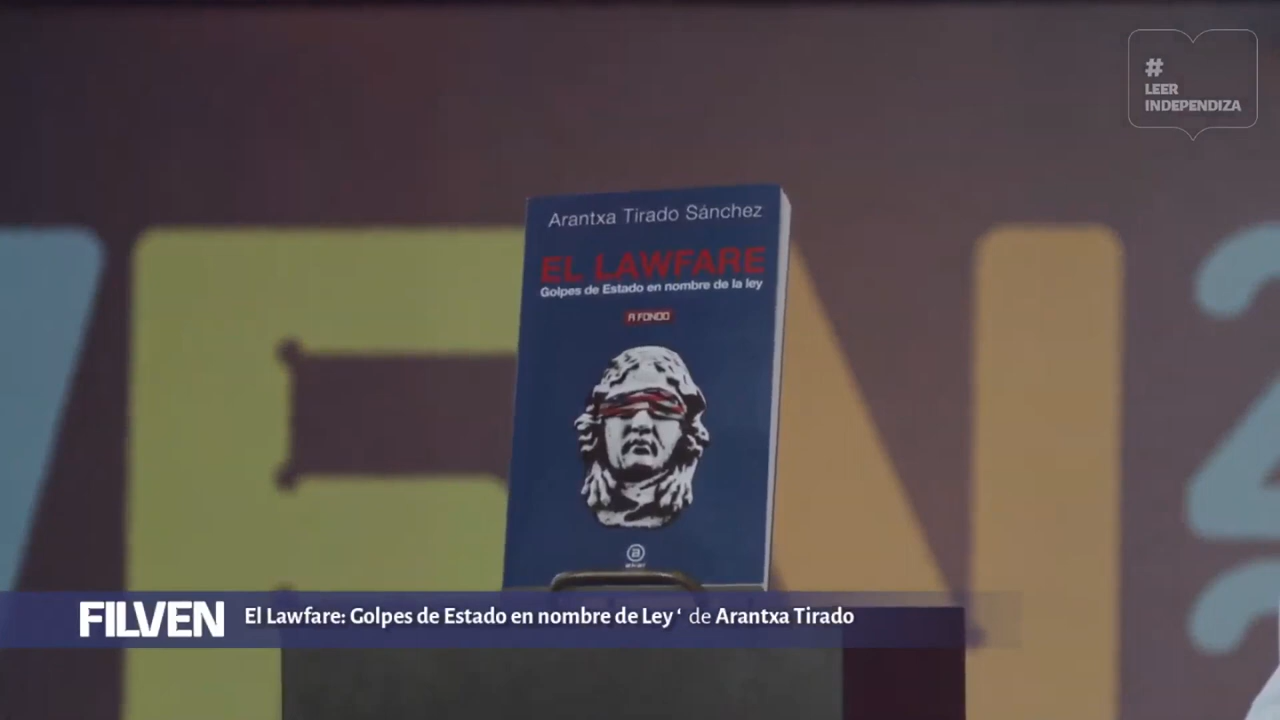 #
LEER
INDEPENDIZA
Arantxa Tirado Sánchez
EL LAWFARE
Golpes de Estado en nombre de la ley
A FONDO
akal
FILVEN
El Lawfare: Golpes de Estado en nombre de Ley ‘ de Arantxa Tirado